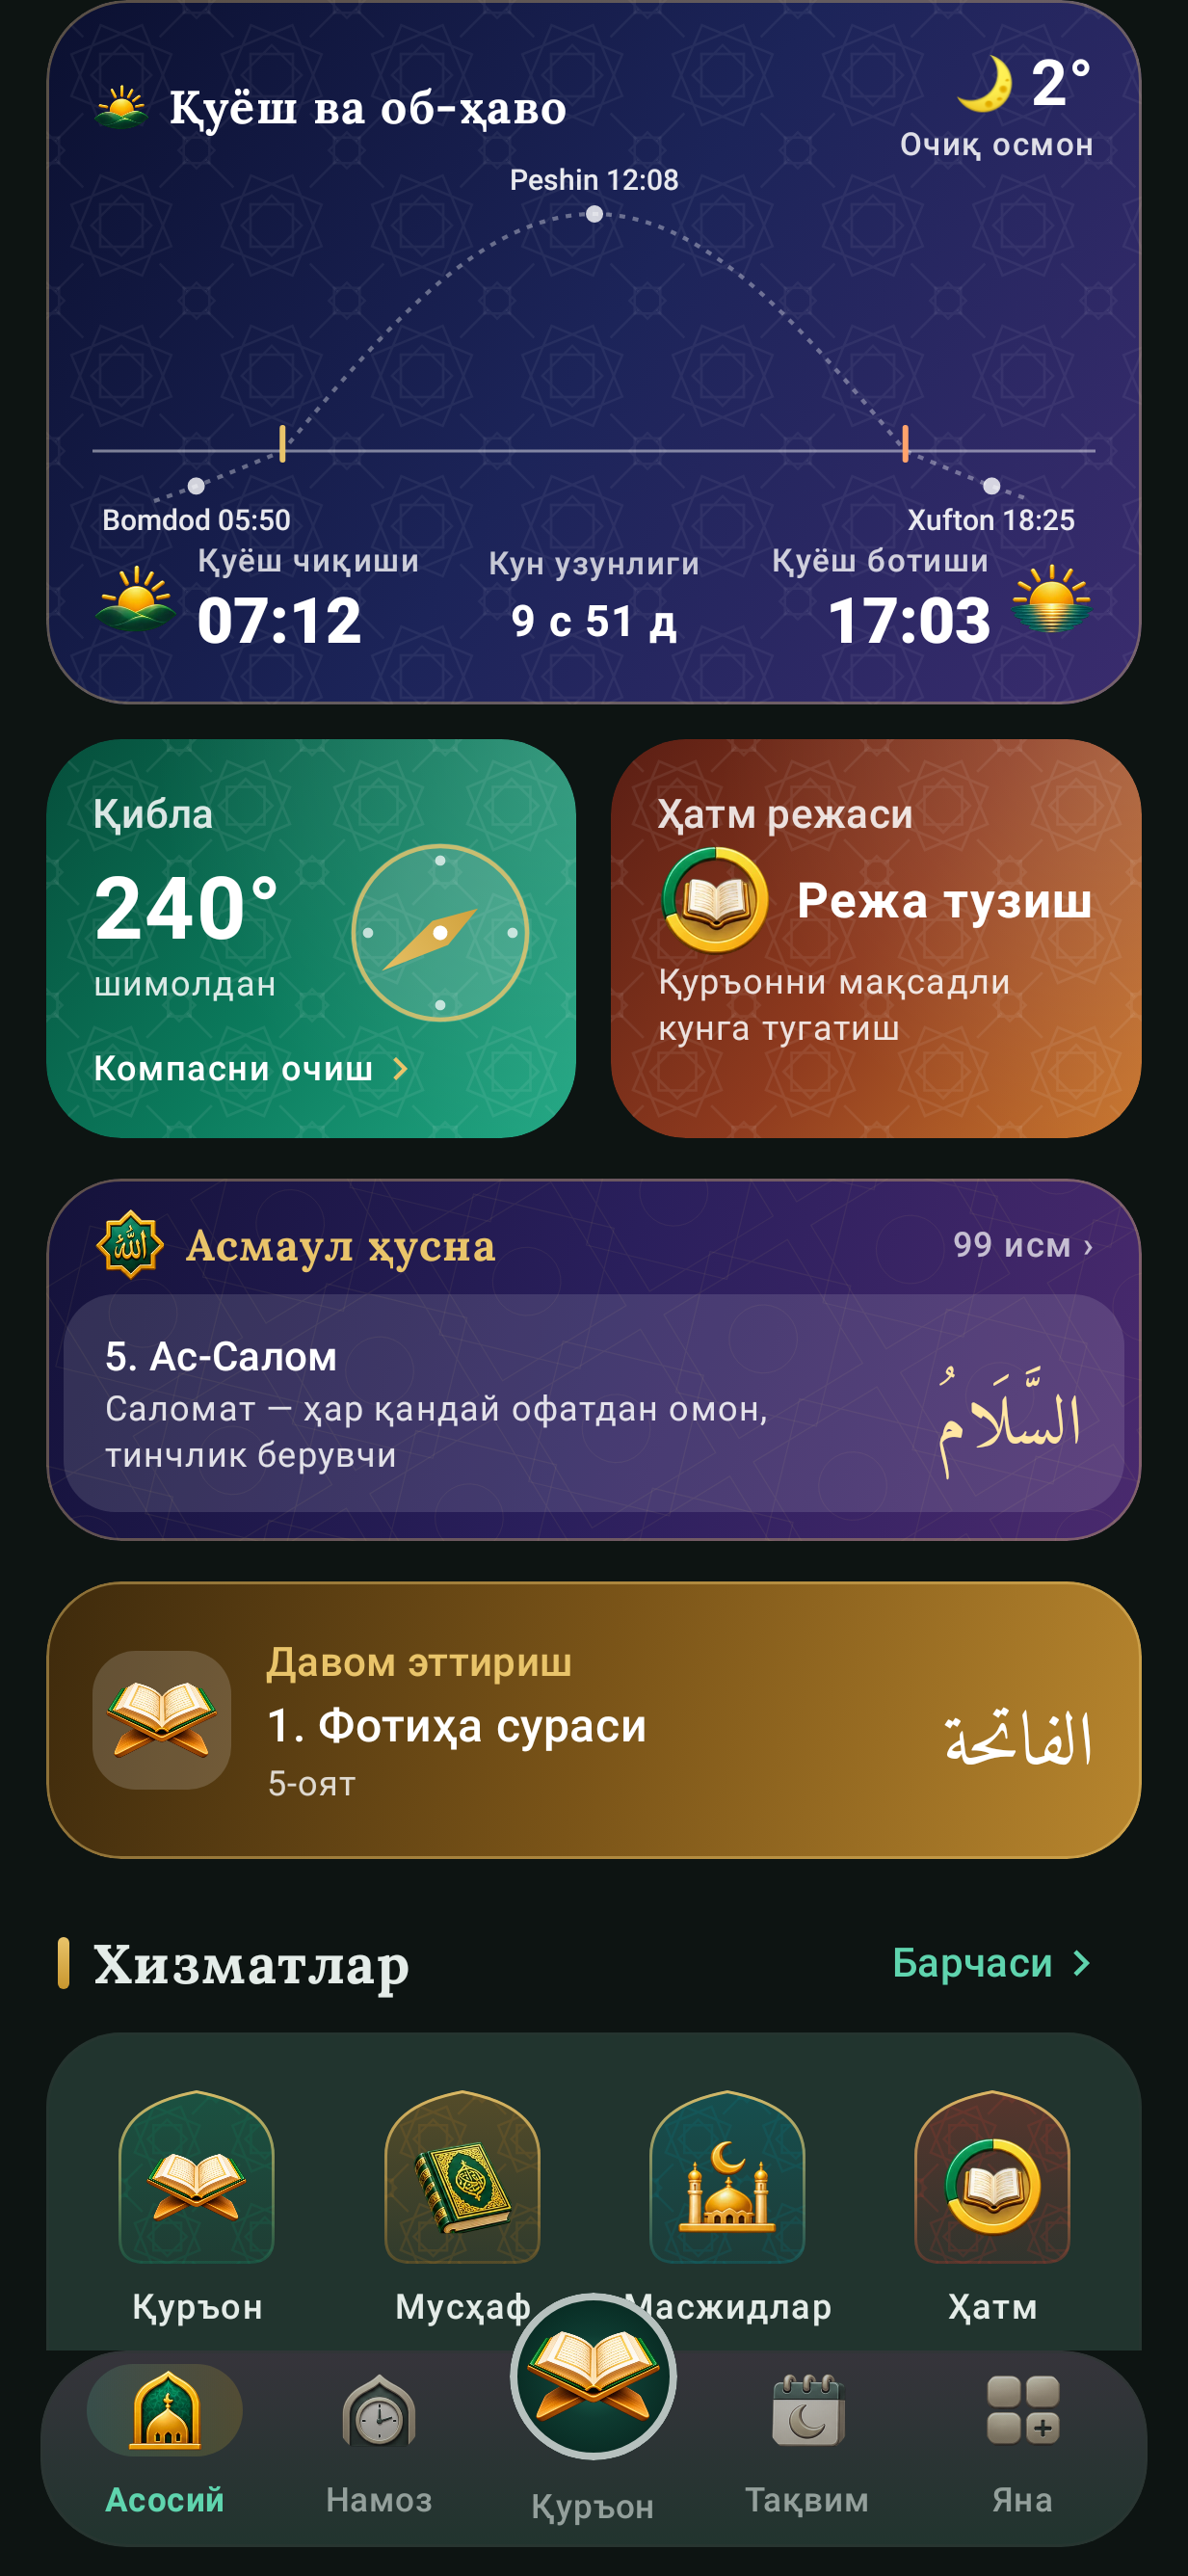 Қуёш ва об-ҳаво
2°
Очиқ осмон
Peshin 12:08
Bomdod 05:50
Xufton 18:25
Қуёш чиқиши
07:12
Кун узунлиги
9 с 51 д
Қуёш ботиши
17:03
Қибла
240°
шимолдан
Компасни очиш
Ҳатм режаси
Режа тузиш
Қуръонни мақсадли
кунга тугатиш
Асмаул ҳусна
99 исм ›
5. Ас-Салом
Саломат — ҳар қандай офатдан омон,
тинчлик берувчи
السَّلَامُ
Давом эттириш
1. Фотиҳа сураси
5-оят
الفاتحة
Хизматлар
Барчаси
Қуръон
Мусҳаф
Масжидлар
Ҳатм
Асосий
Намоз
Қуръон
Тақвим
Яна